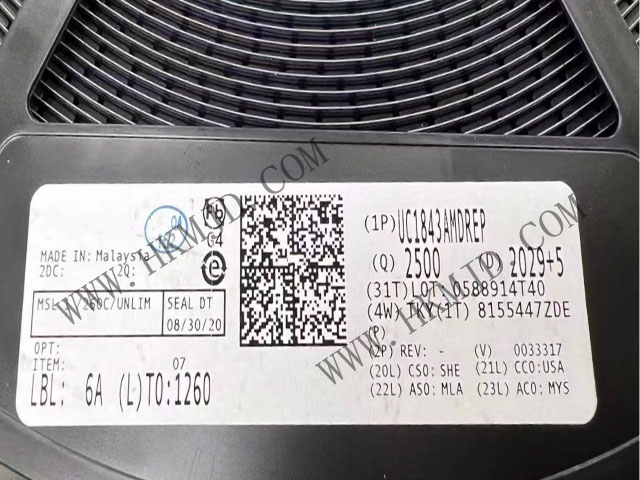 MADE IN: Malaysia
2DC: 2Q:
G4
e
MSL /260C/UNLIM
SEAL DT
08/30/20
OPT:
ITEM:
07
LBL: 6A (L)TO:1260
(1P) UC1843AMDREP
(Q) 2500 (D) 2029+5
(31T)LOT: 0588914T40
(4W) TKY(1T) 8155447ZDE
(P)
(2P) REV: - (V) 0033317
(20L) CSO: SHE (21L) CCO:USA
(22L) ASO: MLA (23L) ACO: MYS
WWW.HKMJD.COM
WWW.HKMJD.COM